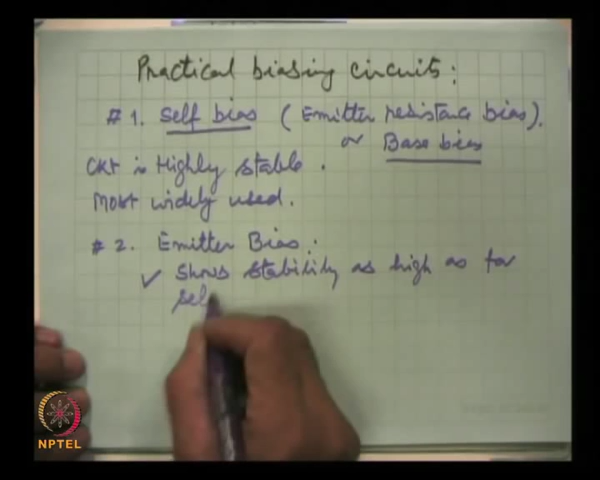 Practical biasing circuits:
# 1. Self bias (Emitter resistance bias).
or Base bias
CKt is Highly stable.
Most widely used.
# 2. Emitter Bias:
✓ Shows stability as high as for
sel
NPTEL